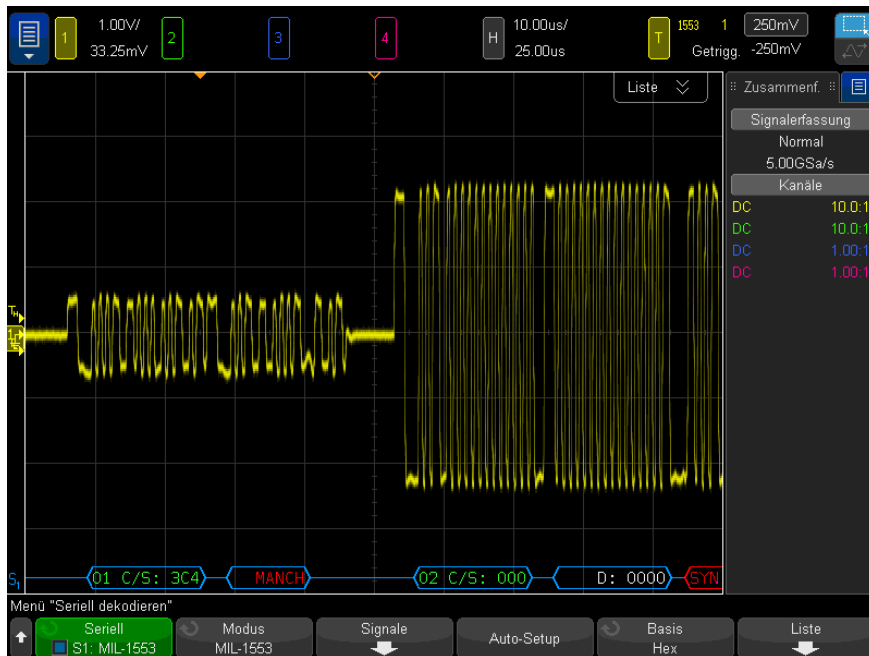 1 1.00V/ 2 3 4 H 10.00us/ T 1553 1 250mV
33.25mV 25.00us Getrigg. -250mV
Liste
Zusammenf.
Signalerfassung
Normal
5.00GSa/s
Kanäle
DC 10.0:1
DC 10.0:1
DC 1.00:1
DC 1.00:1
TH
S1 01 C/S: 3C4 MANCH 02 C/S: 000 D: 0000 SYN
Menü "Seriell dekodieren"
Seriell Modus Signale Auto-Setup Basis Liste
S1: MIL-1553 MIL-1553 Hex